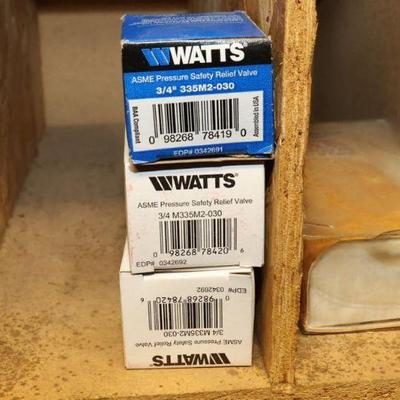 WATTS®
ASME Pressure Safety Relief Valve
3/4" 335M2-030
BAA Compliant
0 98268 78419 0
Assembled in USA
EDP# 0342691
WATTS®
ASME Pressure Safety Relief Valve
3/4 M335M2-030
0 98268 78420 6
EDP# 0342692
WATTS®
ASME Pressure Safety Relief Valve
3/4 M335M2-030
0 98268 78420 6
EDP# 0342692